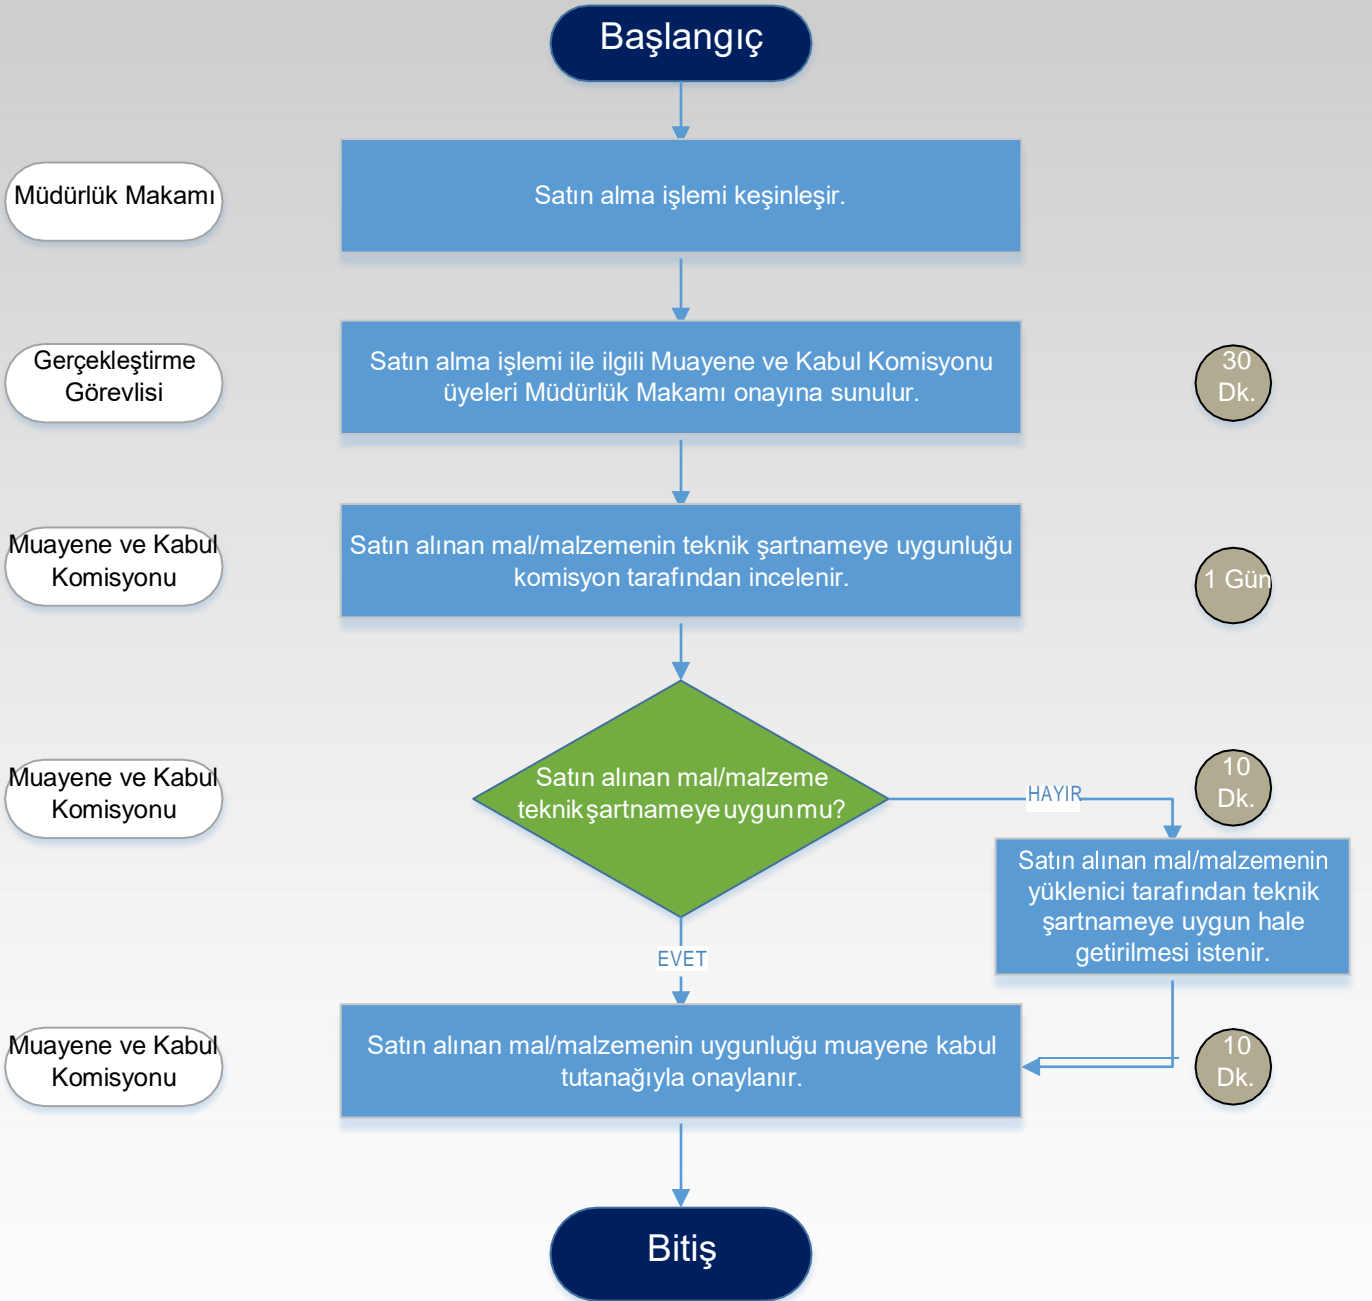 Başlangıç
Müdürlük Makamı
Satın alma işlemi keşinleşir.
Gerçekleştirme
Görevlisi
Satın alma işlemi ile ilgili Muayene ve Kabul Komisyonu
üyeleri Müdürlük Makamı onayına sunulur.
30
Dk.
Muayene ve Kabul
Komisyonu
Satın alınan mal/malzemenin teknik şartnameye uygunluğu
komisyon tarafından incelenir.
1 Gün
Muayene ve Kabul
Komisyonu
Satın alınan mal/malzeme
teknik şartnameye uygun mu?
HAYIR
10
Dk.
Satın alınan mal/malzemenin
yüklenici tarafından teknik
şartnameye uygun hale
getirilmesi istenir.
EVET
Muayene ve Kabul
Komisyonu
Satın alınan mal/malzemenin uygunluğu muayene kabul
tutanağıyla onaylanır.
10
Dk.
Bitiş